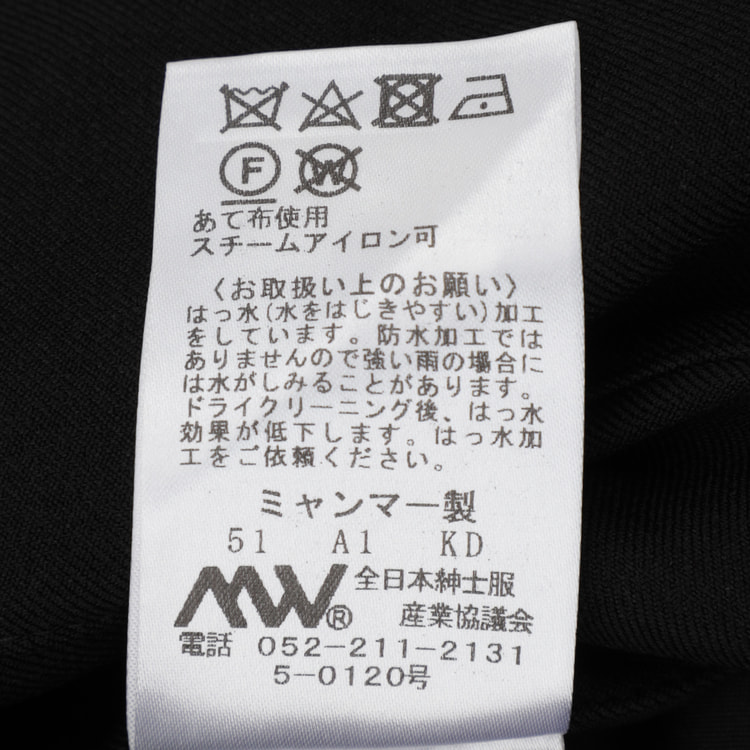 F W
あて布使用
スチームアイロン可
〈お取扱い上のお願い〉
はっ水(水をはじきやすい)加工
をしています。防水加工では
ありませんので強い雨の場合に
は水がしみることがあります。
ドライクリーニング後、はっ水
効果が低下します。はっ水加
工をご依頼ください。
ミャンマー製
51 A1 KD
MW® 全日本紳士服
産業協議会
電話 052-211-2131
5-0120号